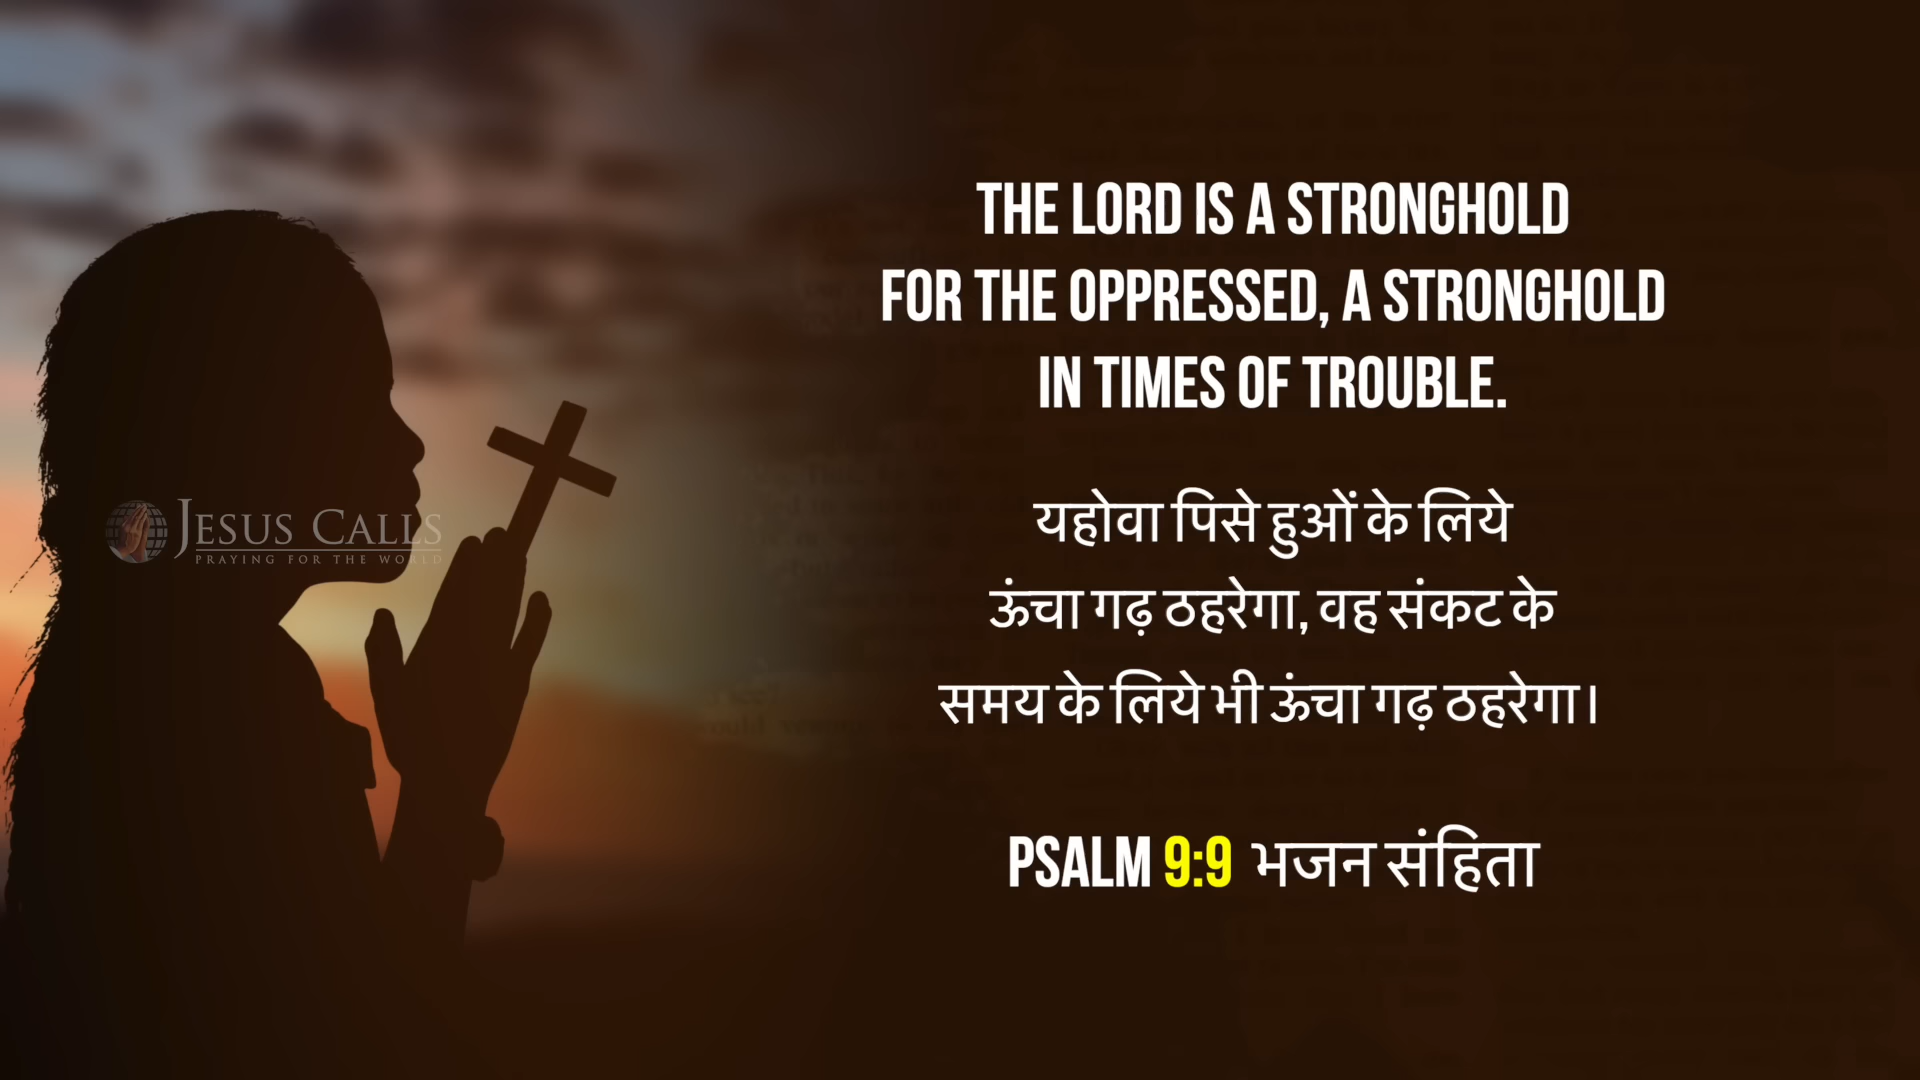 THE LORD IS A STRONGHOLD
FOR THE OPPRESSED, A STRONGHOLD
IN TIMES OF TROUBLE.
यहोवा पिसे हुओं के लिये
ऊंचा गढ़ ठहरेगा, वह संकट के
समय के लिये भी ऊंचा गढ़ ठहरेगा।
PSALM 9:9 भजन संहिता
JESUS CALLS
PRAYING FOR THE WORLD